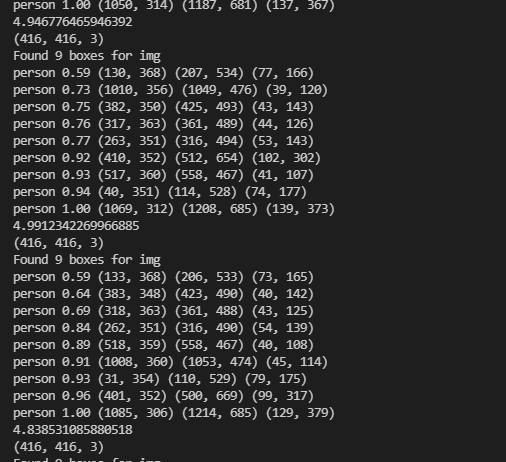 person 1.00 (1050, 314) (1187, 681) (137, 367)
4.946776465946392
(416, 416, 3)
Found 9 boxes for img
person 0.59 (130, 368) (207, 534) (77, 166)
person 0.73 (1010, 356) (1049, 476) (39, 120)
person 0.75 (382, 350) (425, 493) (43, 143)
person 0.76 (317, 363) (361, 489) (44, 126)
person 0.77 (263, 351) (316, 494) (53, 143)
person 0.92 (410, 352) (512, 654) (102, 302)
person 0.93 (517, 360) (558, 467) (41, 107)
person 0.94 (40, 351) (114, 528) (74, 177)
person 1.00 (1069, 312) (1208, 685) (139, 373)
4.9912342269966885
(416, 416, 3)
Found 9 boxes for img
person 0.59 (133, 368) (206, 533) (73, 165)
person 0.64 (383, 348) (423, 490) (40, 142)
person 0.69 (318, 363) (361, 488) (43, 125)
person 0.84 (262, 351) (316, 490) (54, 139)
person 0.89 (518, 359) (558, 467) (40, 108)
person 0.91 (1008, 360) (1053, 474) (45, 114)
person 0.93 (31, 354) (110, 529) (79, 175)
person 0.96 (401, 352) (500, 669) (99, 317)
person 1.00 (1085, 306) (1214, 685) (129, 379)
4.838531085880518
(416, 416, 3)
Found 9 boxes for img